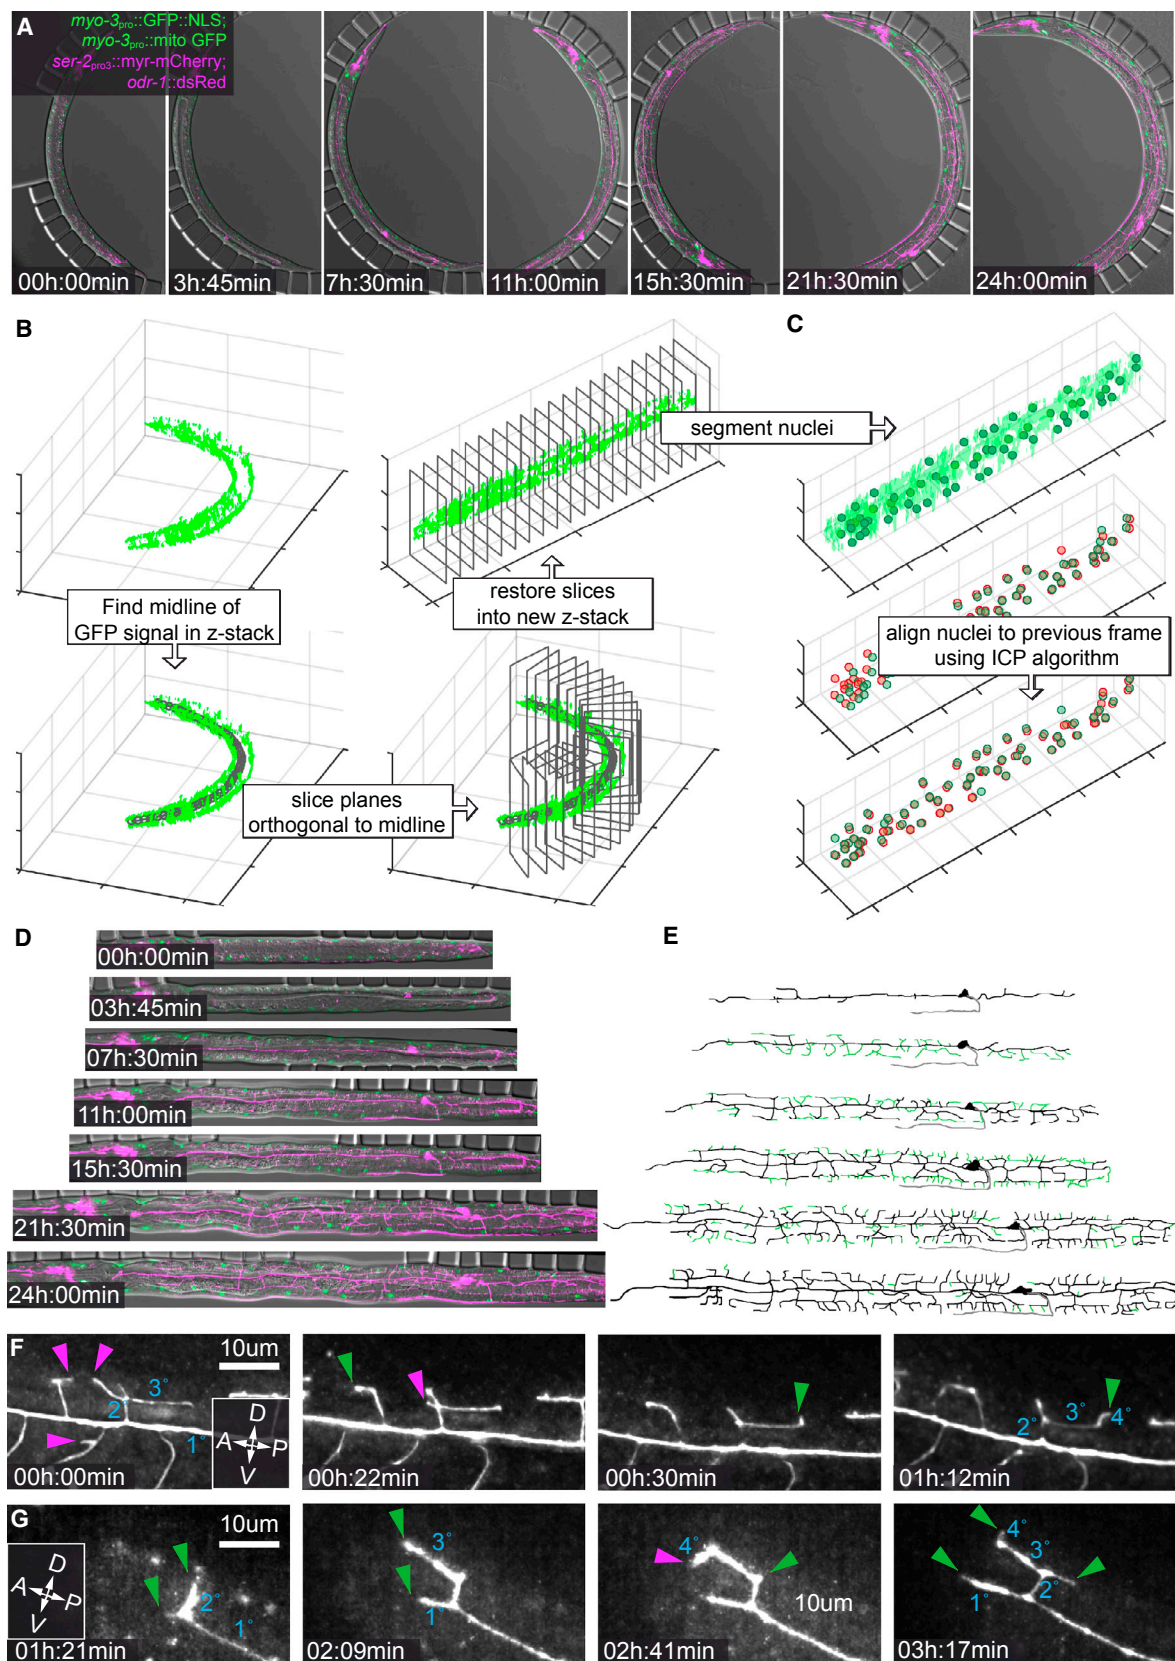 A
myo-3pro::GFP::NLS;
myo-3pro::mito GFP
ser-2pro3::myr-mCherry;
odr-1::dsRed
00h:00min
3h:45min
7h:30min
11h:00min
15h:30min
21h:30min
24h:00min
B
C
segment nuclei
Find midline of
GFP signal in z-stack
restore slices
into new z-stack
align nuclei to previous frame
using ICP algorithm
slice planes
orthogonal to midline
D
E
00h:00min
03h:45min
07h:30min
11h:00min
15h:30min
21h:30min
24h:00min
F
10um
3°
2°
1°
D
A P
V
00h:00min
00h:22min
00h:30min
3°
2° 4°
01h:12min
G
10um
D
A P
V
2°
1°
01h:21min
3°
1°
02:09min
4°
10um
02h:41min
4°
3°
2°
1°
03h:17min